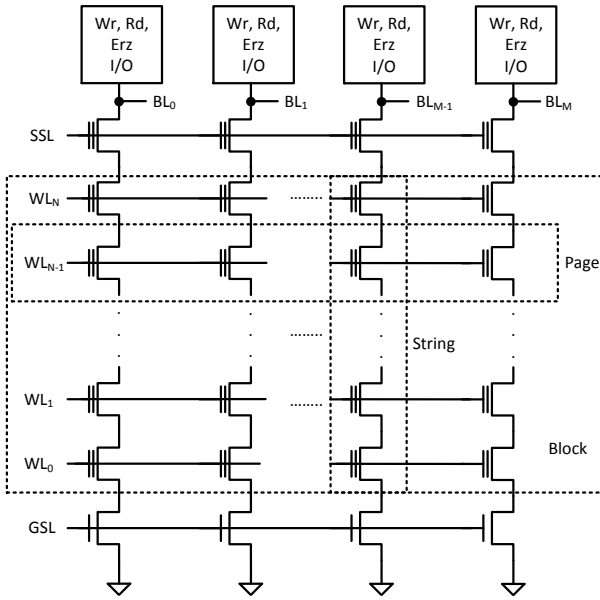 Wr, Rd,
Erz
I/O
Wr, Rd,
Erz
I/O
Wr, Rd,
Erz
I/O
Wr, Rd,
Erz
I/O
BL₀
BL₁
BLM-1
BLM
SSL
WLN
WLN-1
Page
String
WL₁
WL₀
Block
GSL